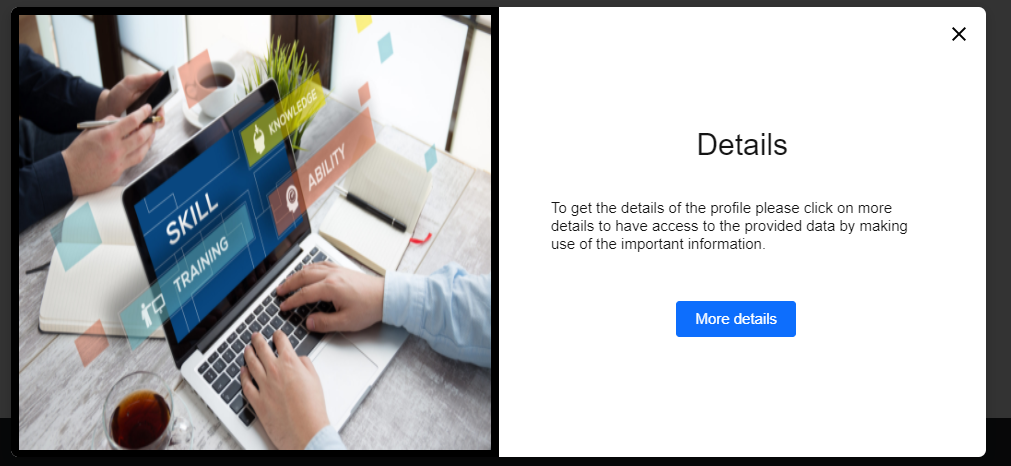 KNOWLEDGE
ABILITY
SKILL
TRAINING
Details
To get the details of the profile please click on more
details to have access to the provided data by making
use of the important information.
More details